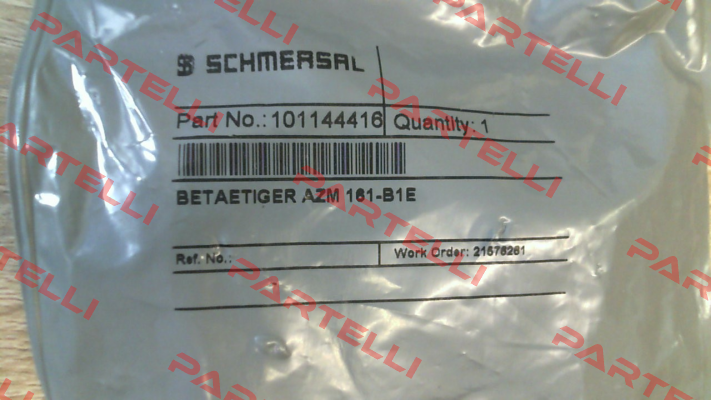 SCHMERSAL
Part No.: 101144416 Quantity: 1
BETAETIGER AZM 161-B1E
Ref. No.: Work Order: 21575261
PARTELLI
PARTELLI
PARTELLI
PARTELLI
PARTELLI
PARTELLI
PARTELLI
PARTELLI
PARTELLI